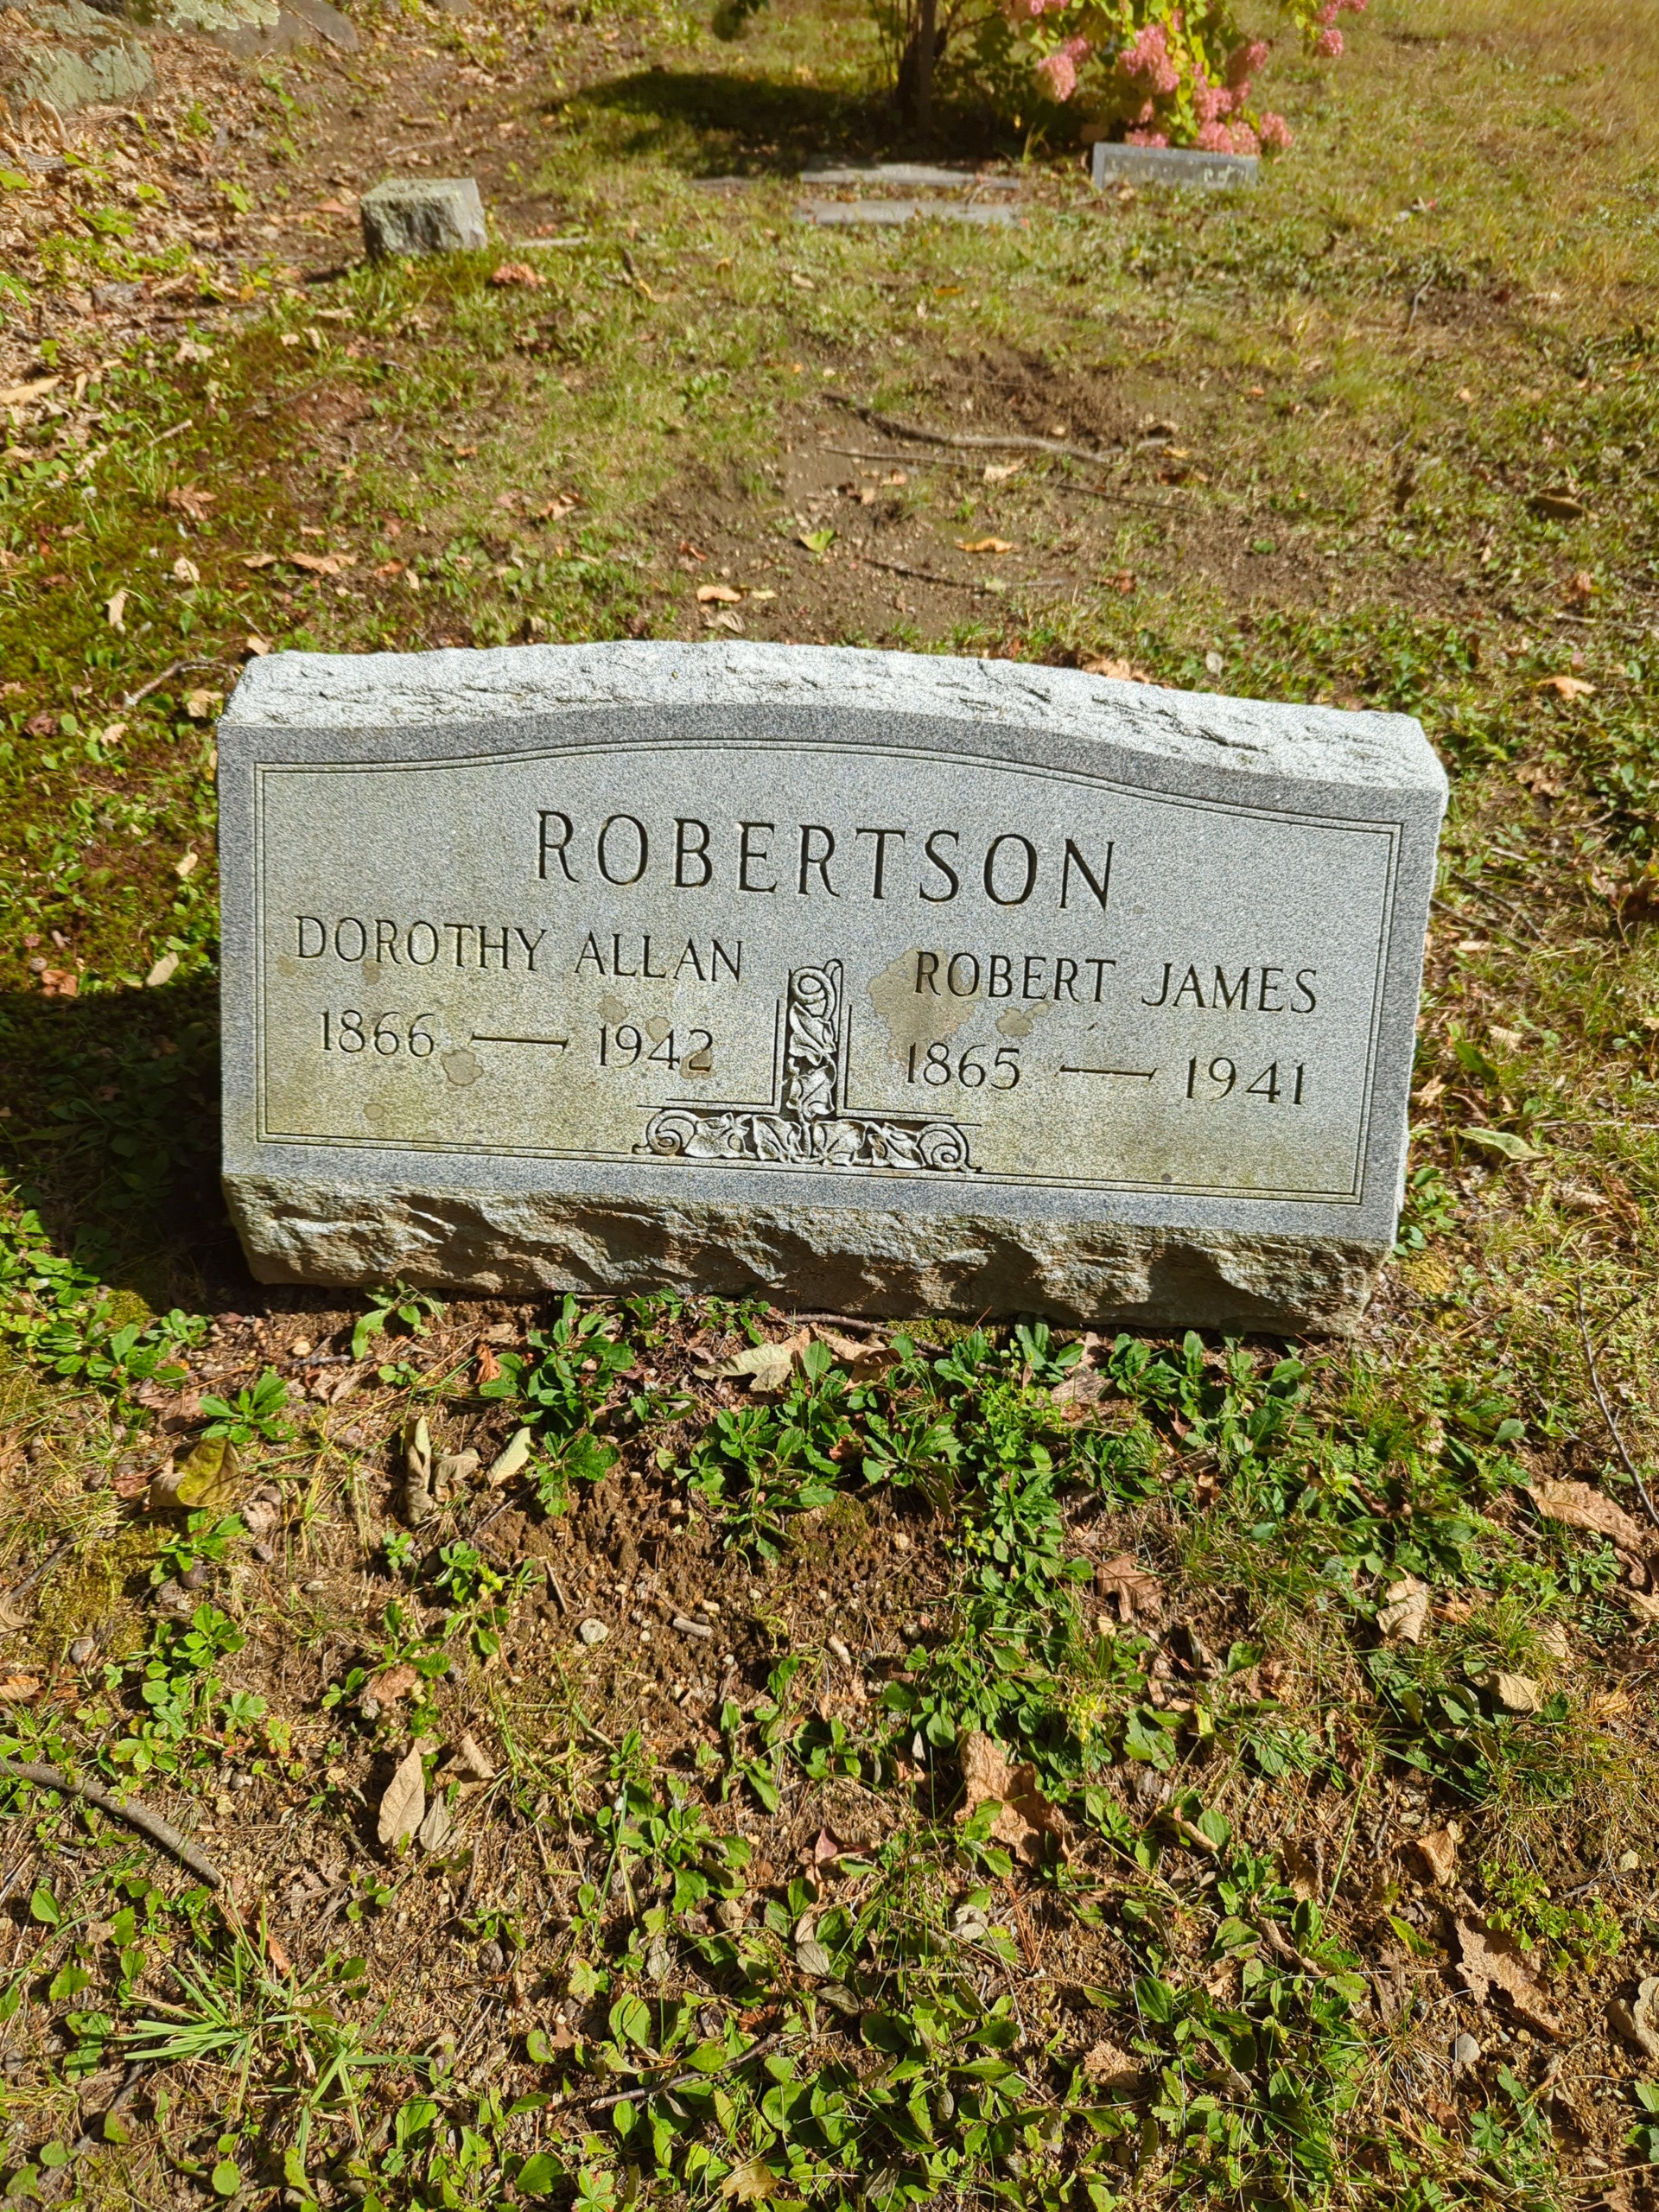 ROBERTSON
DOROTHY ALLAN
1866 — 1942
ROBERT JAMES
1865 — 1941